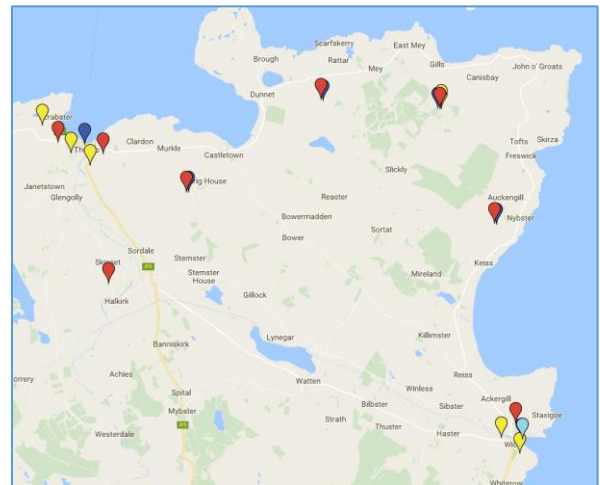 Scarfskerry
East Mey
Brough
Rattar
Gills
John o' Groats
Mey
Canisbay
Dunnet
Tofts
Skirza
Freswick
Clardon
Murkle
Castletown
Slickly
Janetstown
Glengolly
Reaster
Auckengill
Nybster
Bowermadden
Sortat
Bower
Sordale
Stemster
Keiss
A9
Stemster
House
Mireland
Gillock
Halkirk
Lynegar
Killimster
Banniskirk
Reiss
Achies
Watten
Winless
Ackergill
Spital
Bilbster
Sibster
Staxigoe
Mybster
Strath
Thuster
Haster
Westerdale
Whiterow